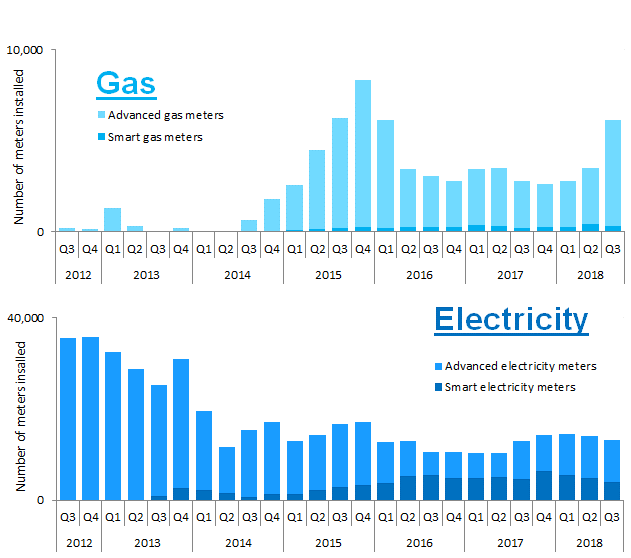 10,000
Gas
Advanced gas meters
Smart gas meters
Number of meters installed
0
Q3 Q4 Q1 Q2 Q3 Q4 Q1 Q2 Q3 Q4 Q1 Q2 Q3 Q4 Q1 Q2 Q3 Q4 Q1 Q2 Q3 Q4 Q1 Q2 Q3
2012 2013 2014 2015 2016 2017 2018
40,000
Electricity
Advanced electricity meters
Smart electricity meters
Number of meters insalled
0
Q3 Q4 Q1 Q2 Q3 Q4 Q1 Q2 Q3 Q4 Q1 Q2 Q3 Q4 Q1 Q2 Q3 Q4 Q1 Q2 Q3 Q4 Q1 Q2 Q3
2012 2013 2014 2015 2016 2017 2018